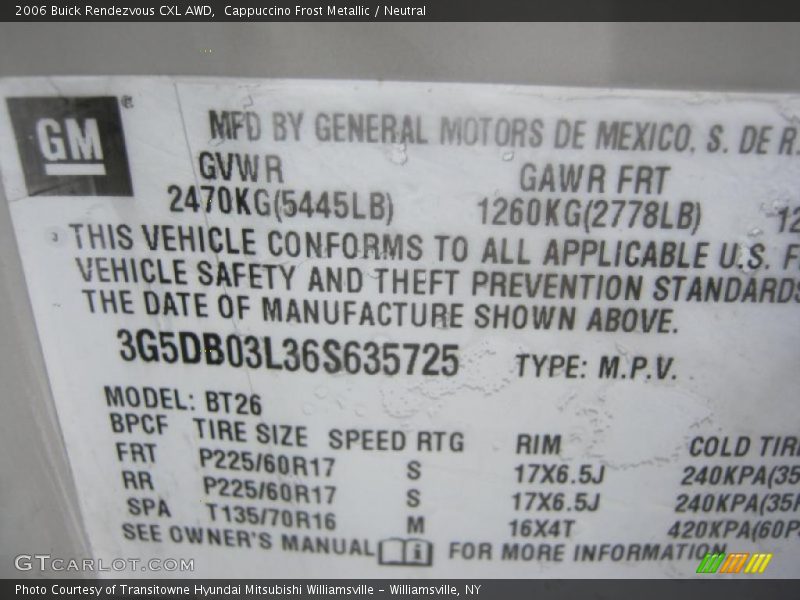 2006 Buick Rendezvous CXL AWD,  Cappuccino Frost Metallic / Neutral
GM ®
MFD BY GENERAL MOTORS DE MEXICO, S. DE R.
GVWR GAWR FRT
2470KG(5445LB) 1260KG(2778LB) 12
THIS VEHICLE CONFORMS TO ALL APPLICABLE U.S. F
VEHICLE SAFETY AND THEFT PREVENTION STANDARDS
THE DATE OF MANUFACTURE SHOWN ABOVE.
3G5DB03L36S635725 TYPE: M.P.V.
MODEL: BT26
BPCF TIRE SIZE SPEED RTG RIM COLD TIR
FRT P225/60R17 S 17X6.5J 240KPA(35
RR P225/60R17 S 17X6.5J 240KPA(35
SPA T135/70R16 M 16X4T 420KPA(60P
SEE OWNER'S MANUAL FOR MORE INFORMATION
GTCARLOT.COM
Photo Courtesy of Transitowne Hyundai Mitsubishi Williamsville – Williamsville, NY